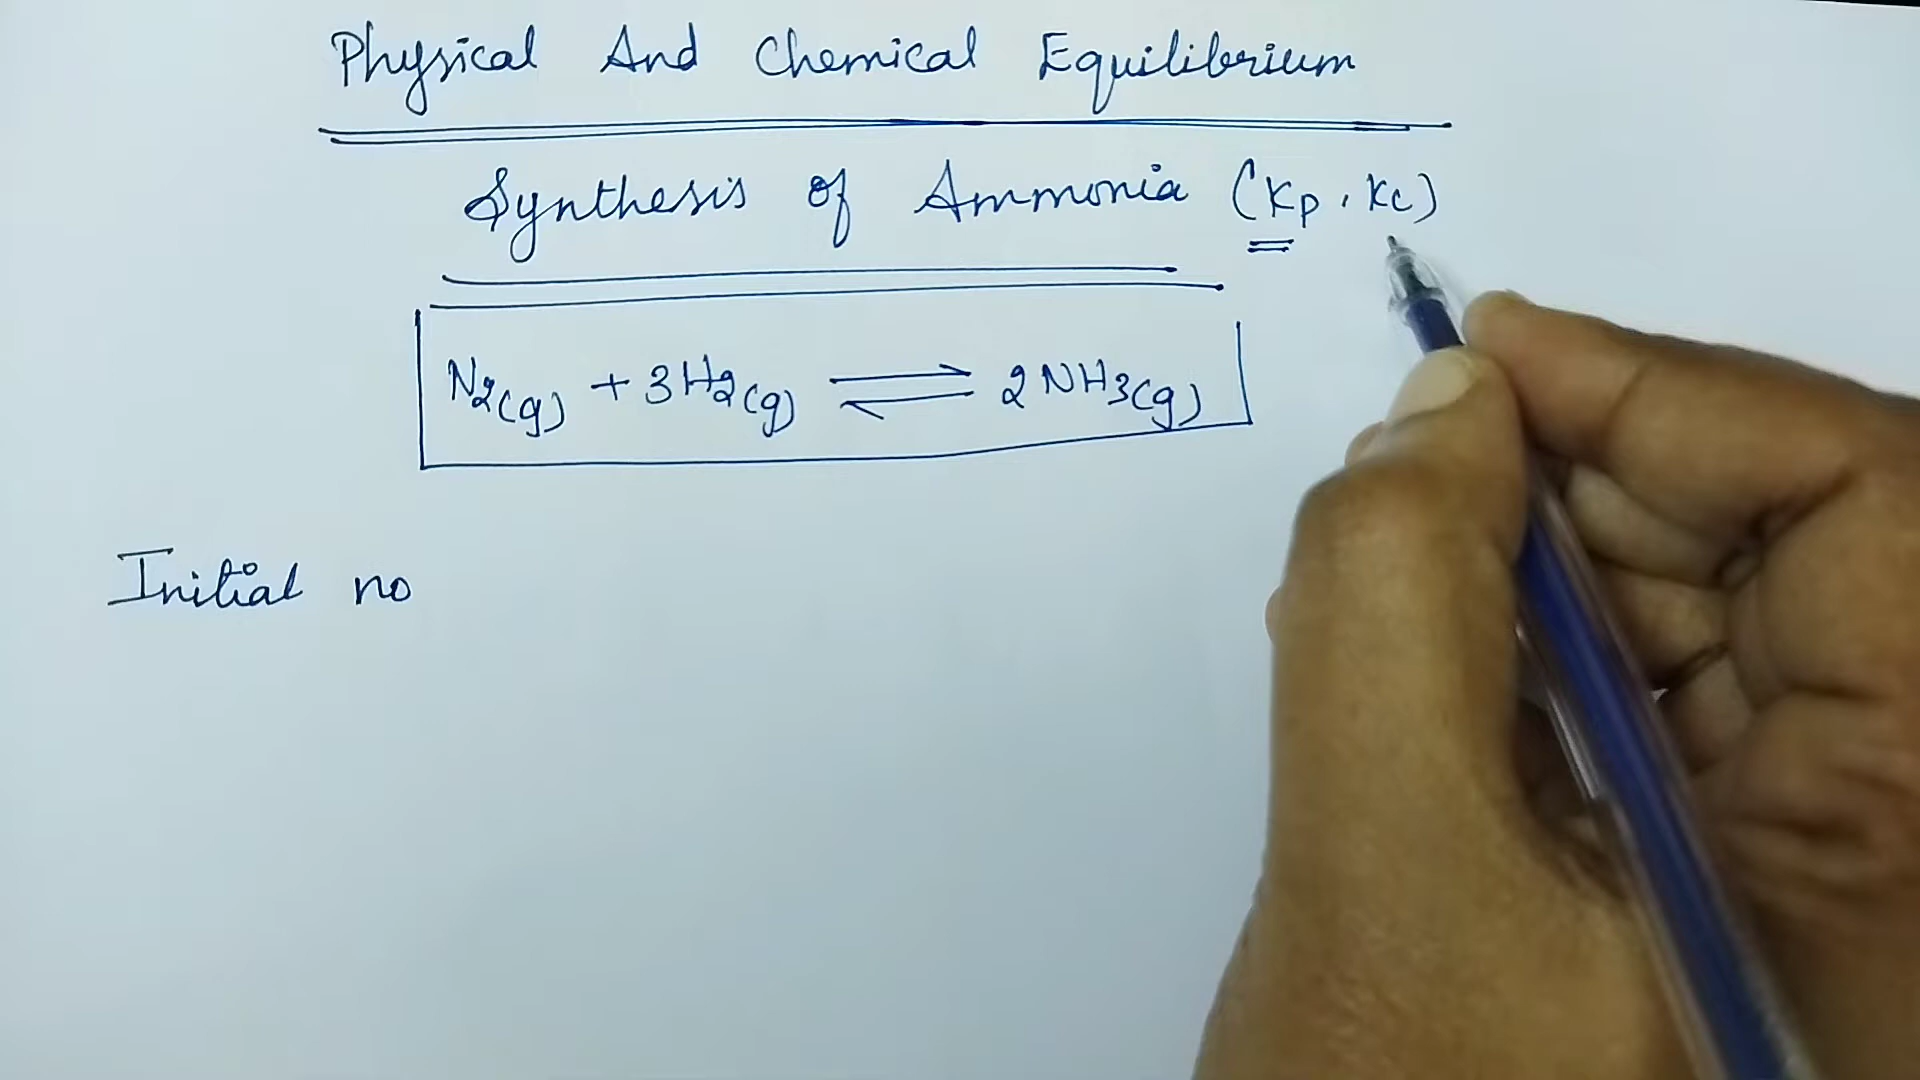 Physical And Chemical Equilibrium
Synthesis of Ammonia (Kp, Kc)
N2(g) + 3H2(g) ⇌ 2NH3(g)
Initial no